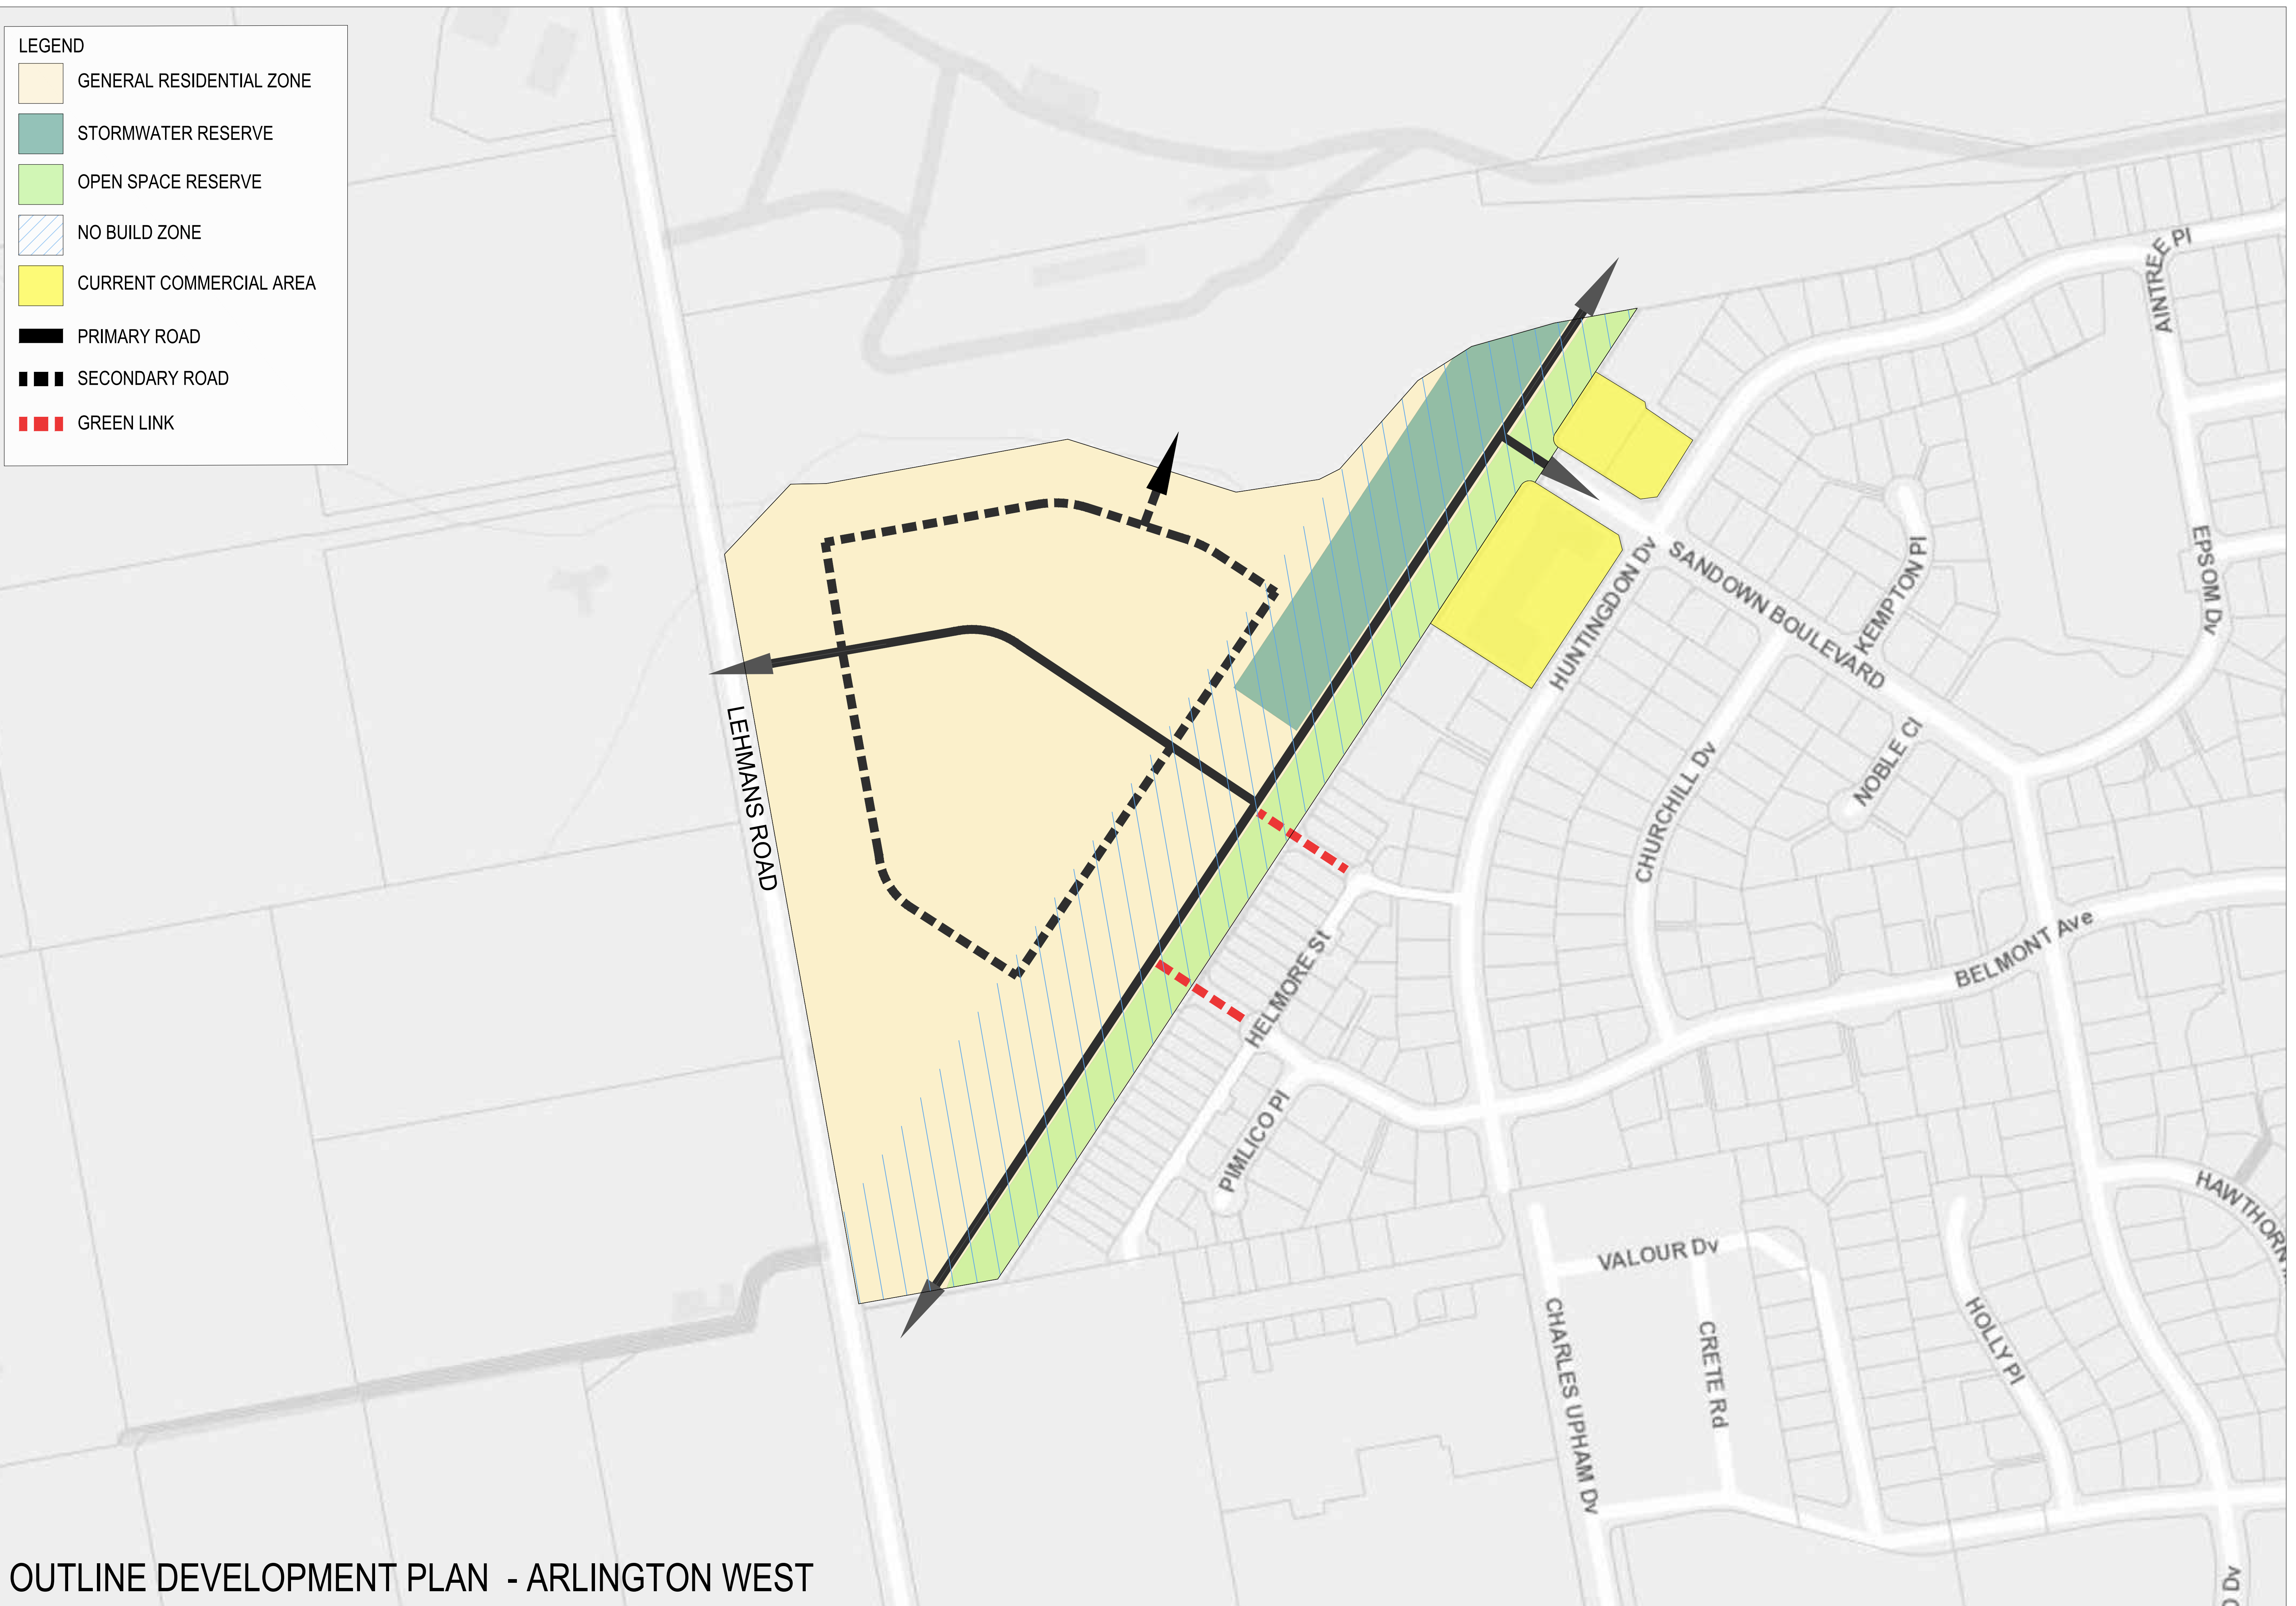 LEGEND
GENERAL RESIDENTIAL ZONE
STORMWATER RESERVE
OPEN SPACE RESERVE
NO BUILD ZONE
CURRENT COMMERCIAL AREA
PRIMARY ROAD
SECONDARY ROAD
GREEN LINK
AINTREE Pl
EPSOM Dv
SANDOWN BOULEVARD
KEMPTON Pl
HUNTINGDON Dv
NOBLE Cl
CHURCHILL Dv
LEHMANS ROAD
BELMONT Ave
HELMORE St
PIMLICO Pl
HAWTHORN
VALOUR Dv
CRETE Rd
HOLLY Pl
CHARLES UPHAM Dv
Dv
OUTLINE DEVELOPMENT PLAN - ARLINGTON WEST